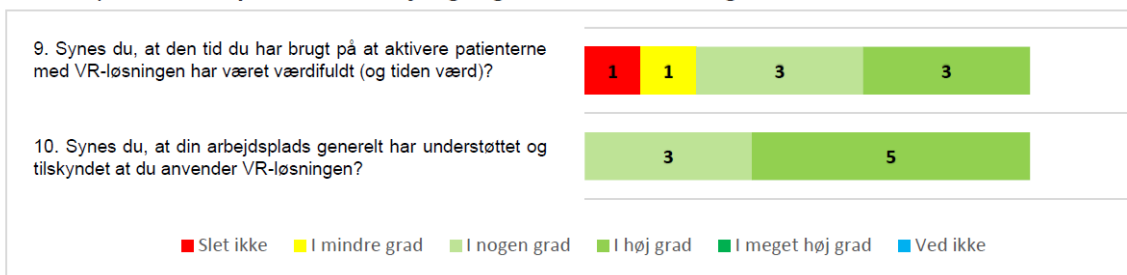 9. Synes du, at den tid du har brugt på at aktivere patienterne
med VR-løsningen har været værdifuldt (og tiden værd)?
1 1 3 3
10. Synes du, at din arbejdsplads generelt har understøttet og
tilskyndet at du anvender VR-løsningen?
3 5
Slet ikke I mindre grad I nogen grad I høj grad I meget høj grad Ved ikke